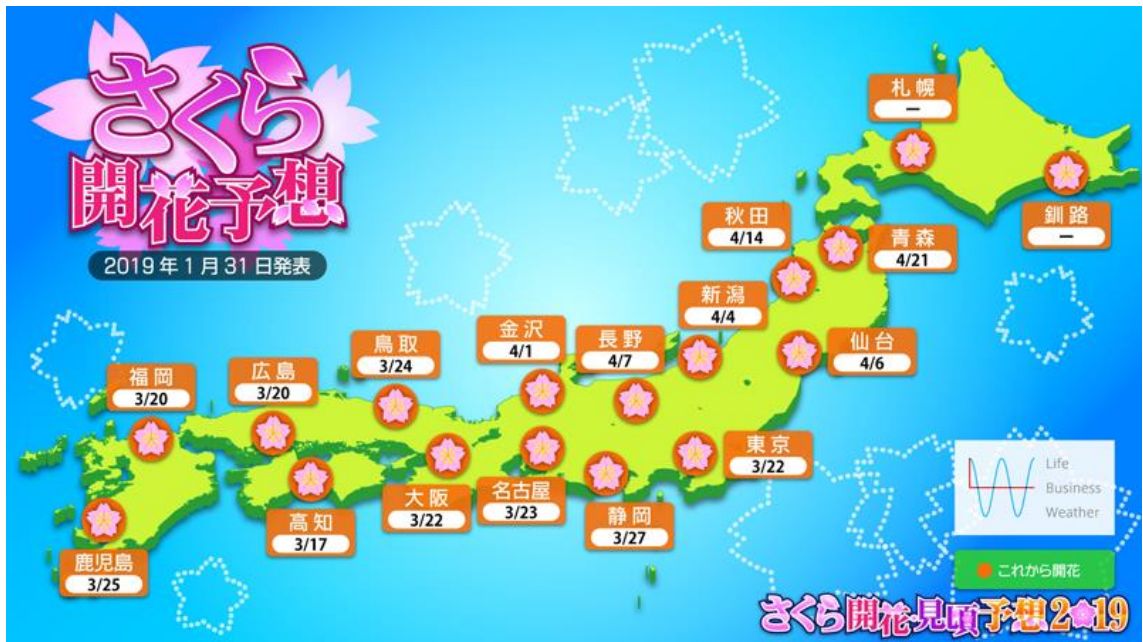 さくら
開花予想
2019年1月31日発表
札幌
ー
釧路
ー
秋田
4/14
青森
4/21
新潟
4/4
仙台
4/6
金沢
4/1
長野
4/7
鳥取
3/24
広島
3/20
福岡
3/20
東京
3/22
大阪
3/22
名古屋
3/23
静岡
3/27
高知
3/17
鹿児島
3/25
Life
Business
Weather
これから開花
さくら開花・見頃予想2019